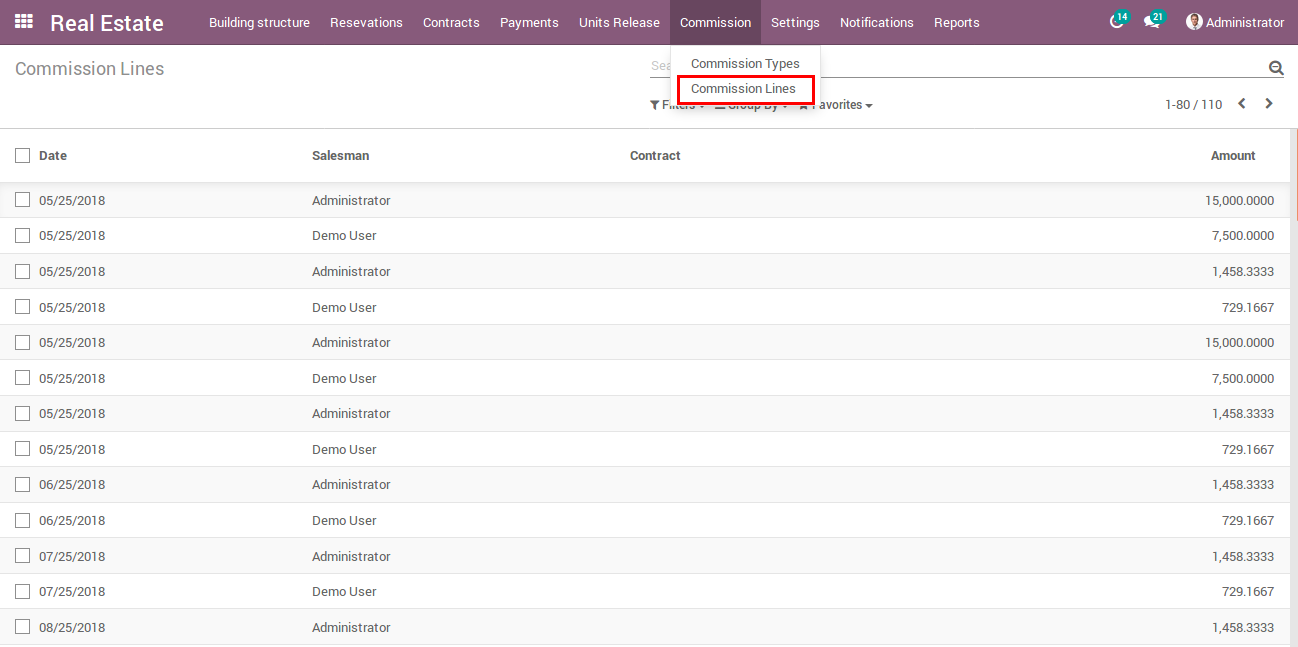 Real Estate Building structure Resevations Contracts Payments Units Release Commission Settings Notifications Reports 14 21 Administrator
Commission Lines
Sea
Commission Types
Commission Lines
Filters Group By Favorites
1-80 / 110
Date Salesman Contract Amount
05/25/2018 Administrator 15,000.0000
05/25/2018 Demo User 7,500.0000
05/25/2018 Administrator 1,458.3333
05/25/2018 Demo User 729.1667
05/25/2018 Administrator 15,000.0000
05/25/2018 Demo User 7,500.0000
05/25/2018 Administrator 1,458.3333
05/25/2018 Demo User 729.1667
06/25/2018 Administrator 1,458.3333
06/25/2018 Demo User 729.1667
07/25/2018 Administrator 1,458.3333
07/25/2018 Demo User 729.1667
08/25/2018 Administrator 1,458.3333